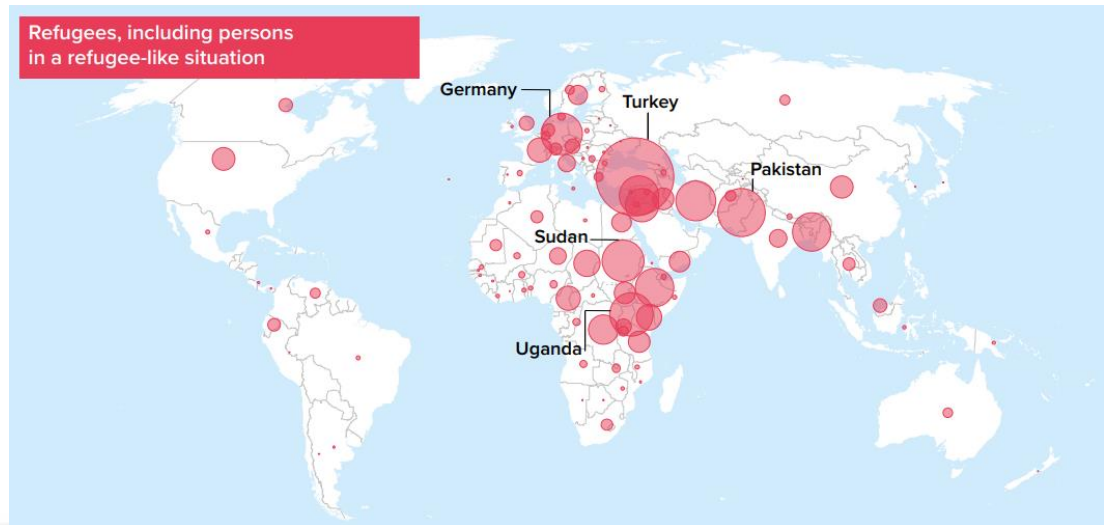 Refugees, including persons
in a refugee-like situation
Germany
Turkey
Pakistan
Sudan
Uganda